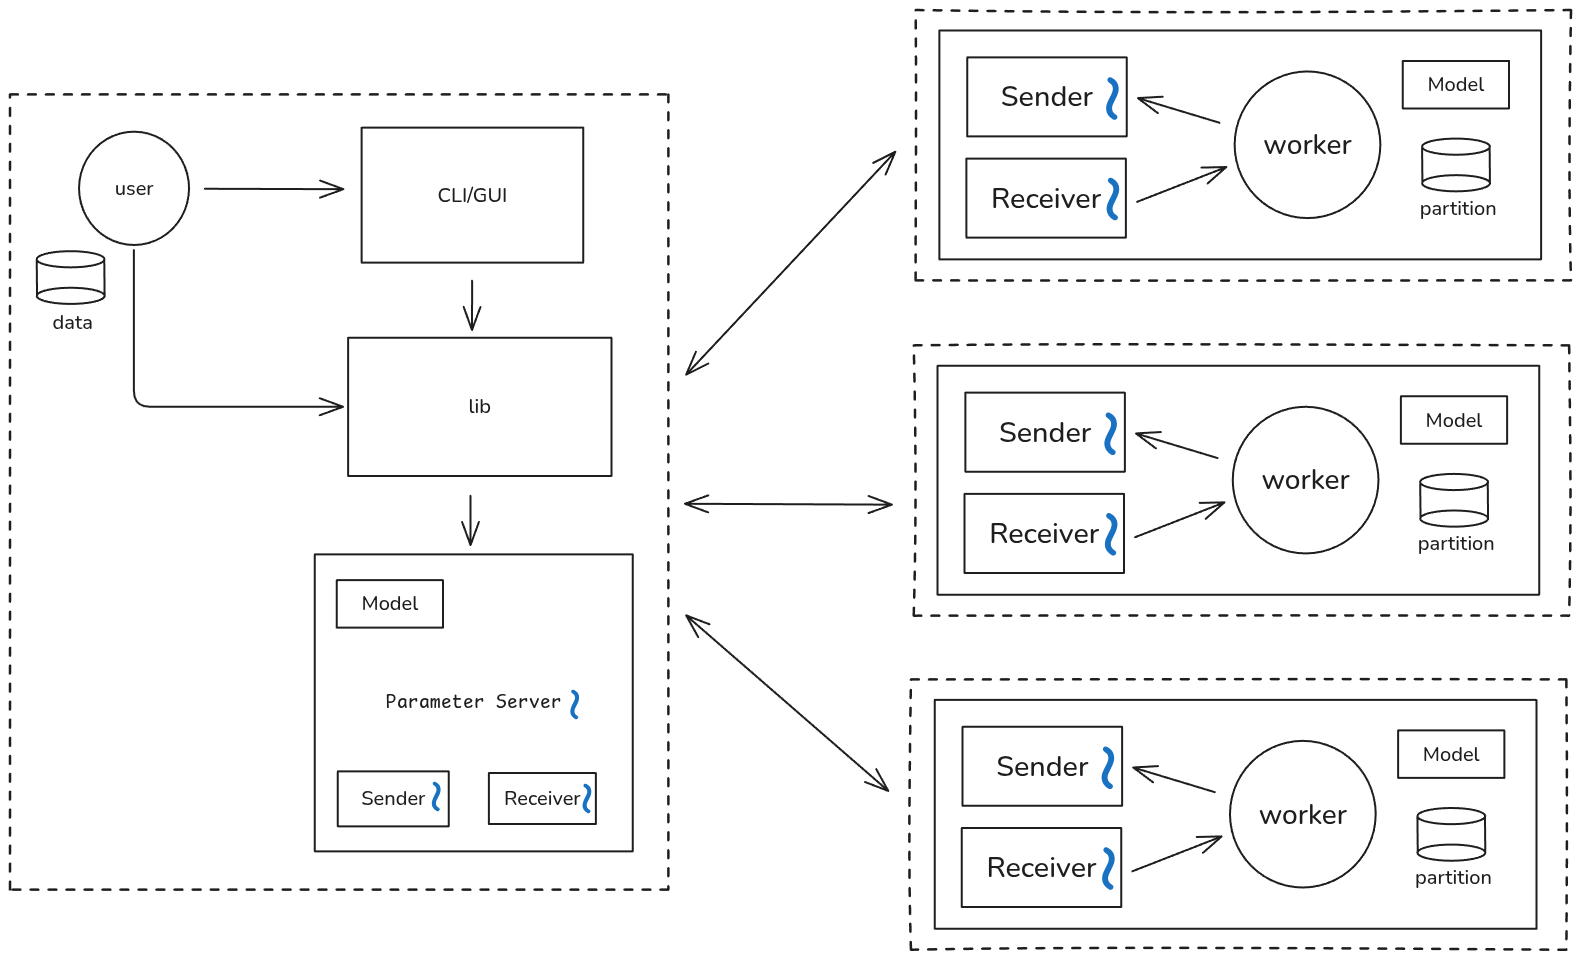 user
CLI/GUI
data
lib
Model
Parameter Server
Sender
Receiver
Sender
Receiver
worker
Model
partition
Sender
Receiver
worker
Model
partition
Sender
Receiver
worker
Model
partition